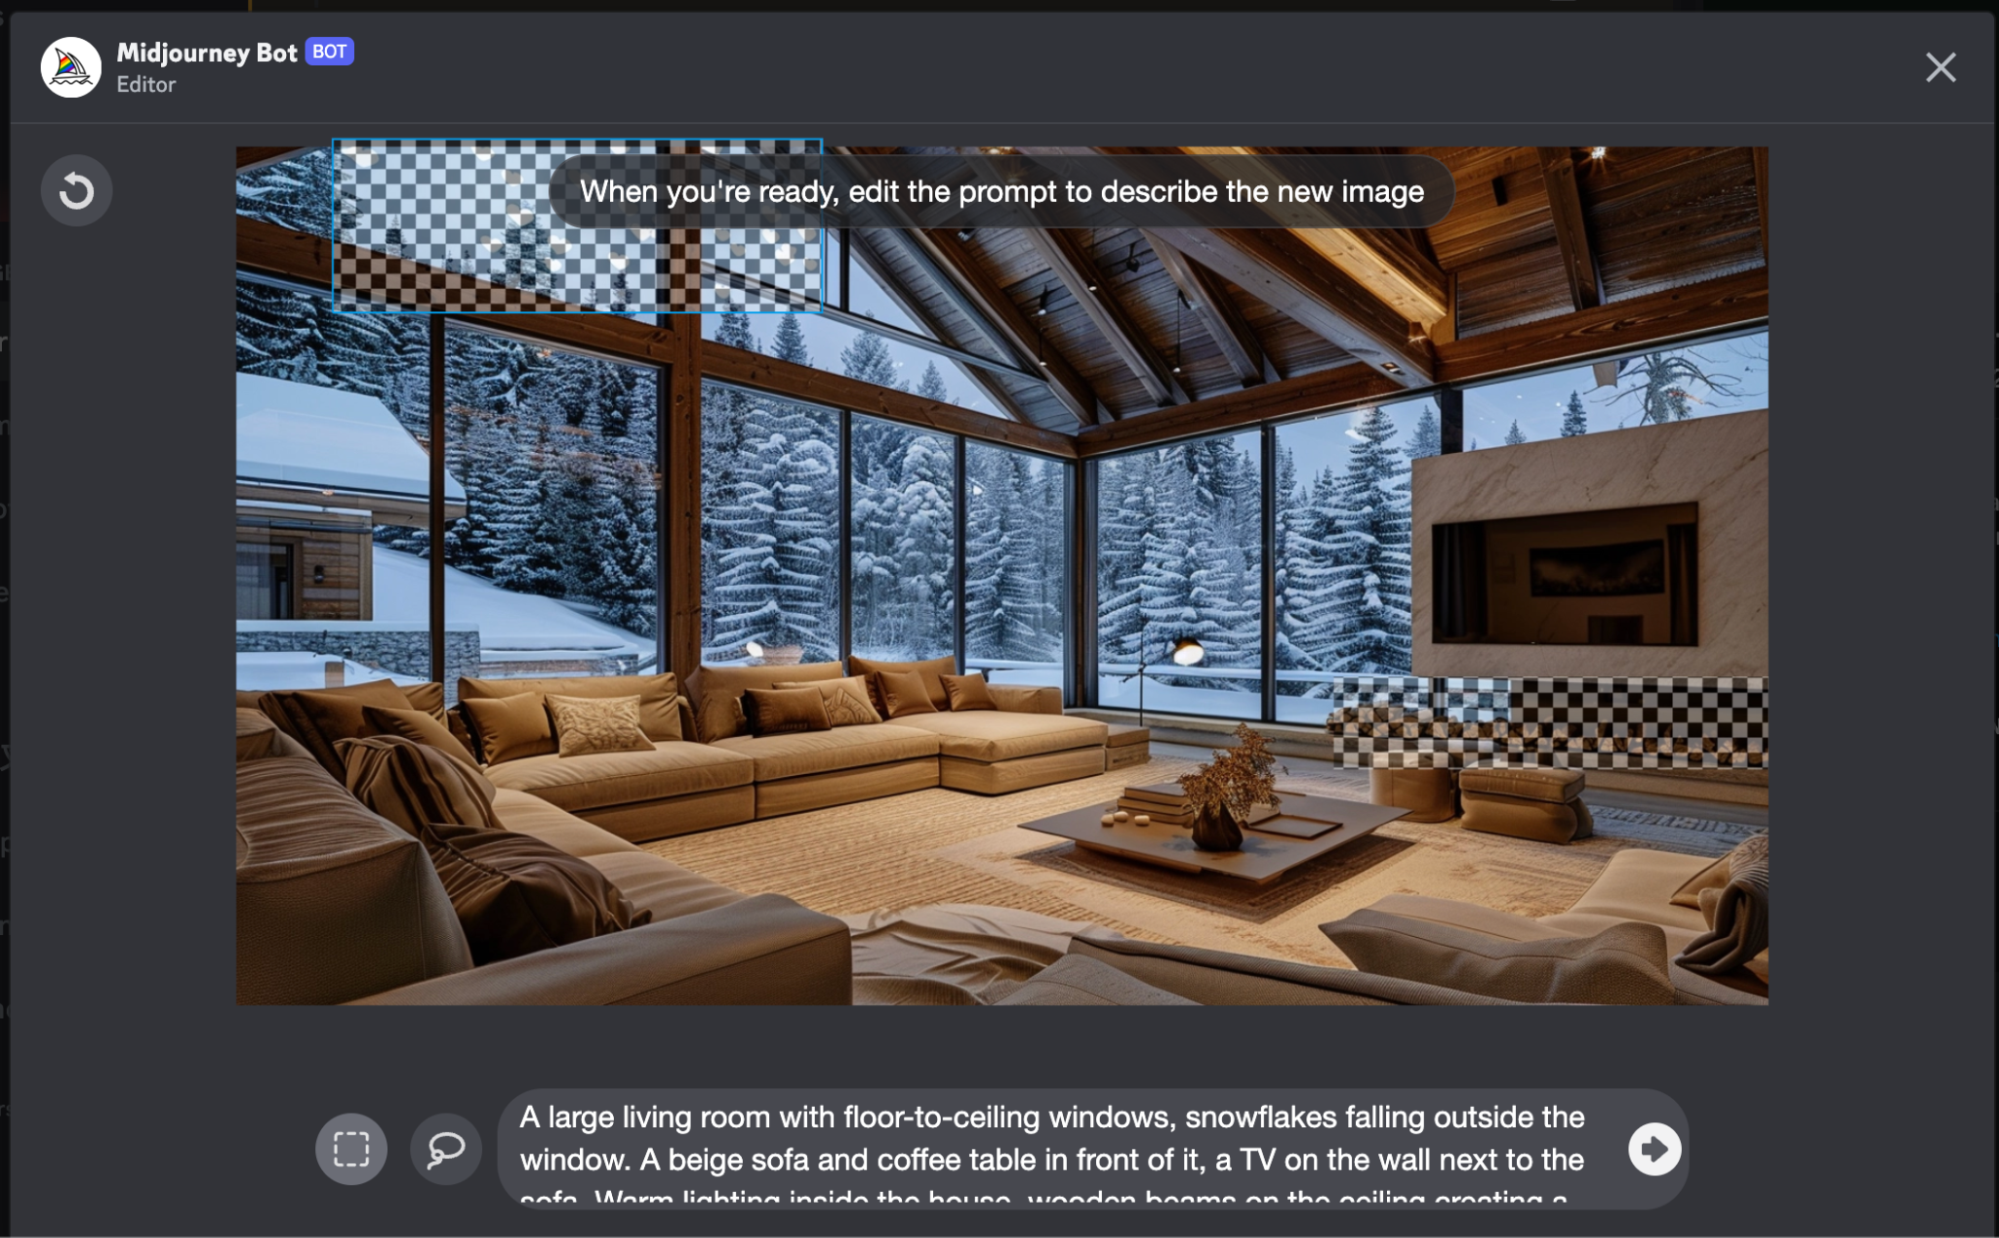 Midjourney Bot BOT
Editor
When you're ready, edit the prompt to describe the new image
A large living room with floor-to-ceiling windows, snowflakes falling outside the
window. A beige sofa and coffee table in front of it, a TV on the wall next to the
sofa. Warm lighting inside the house, wooden beams on the ceiling creating a